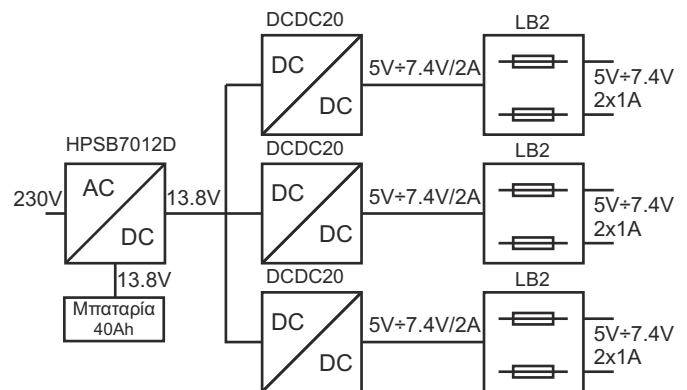 DCDC20
LB2
DC
DC
5V÷7.4V/2A
5V÷7.4V
2x1A
HPSB7012D
DCDC20
LB2
230V
AC
DC
13.8V
DC
DC
5V÷7.4V/2A
5V÷7.4V
2x1A
13.8V
Μπαταρία
40Ah
DCDC20
LB2
DC
DC
5V÷7.4V/2A
5V÷7.4V
2x1A